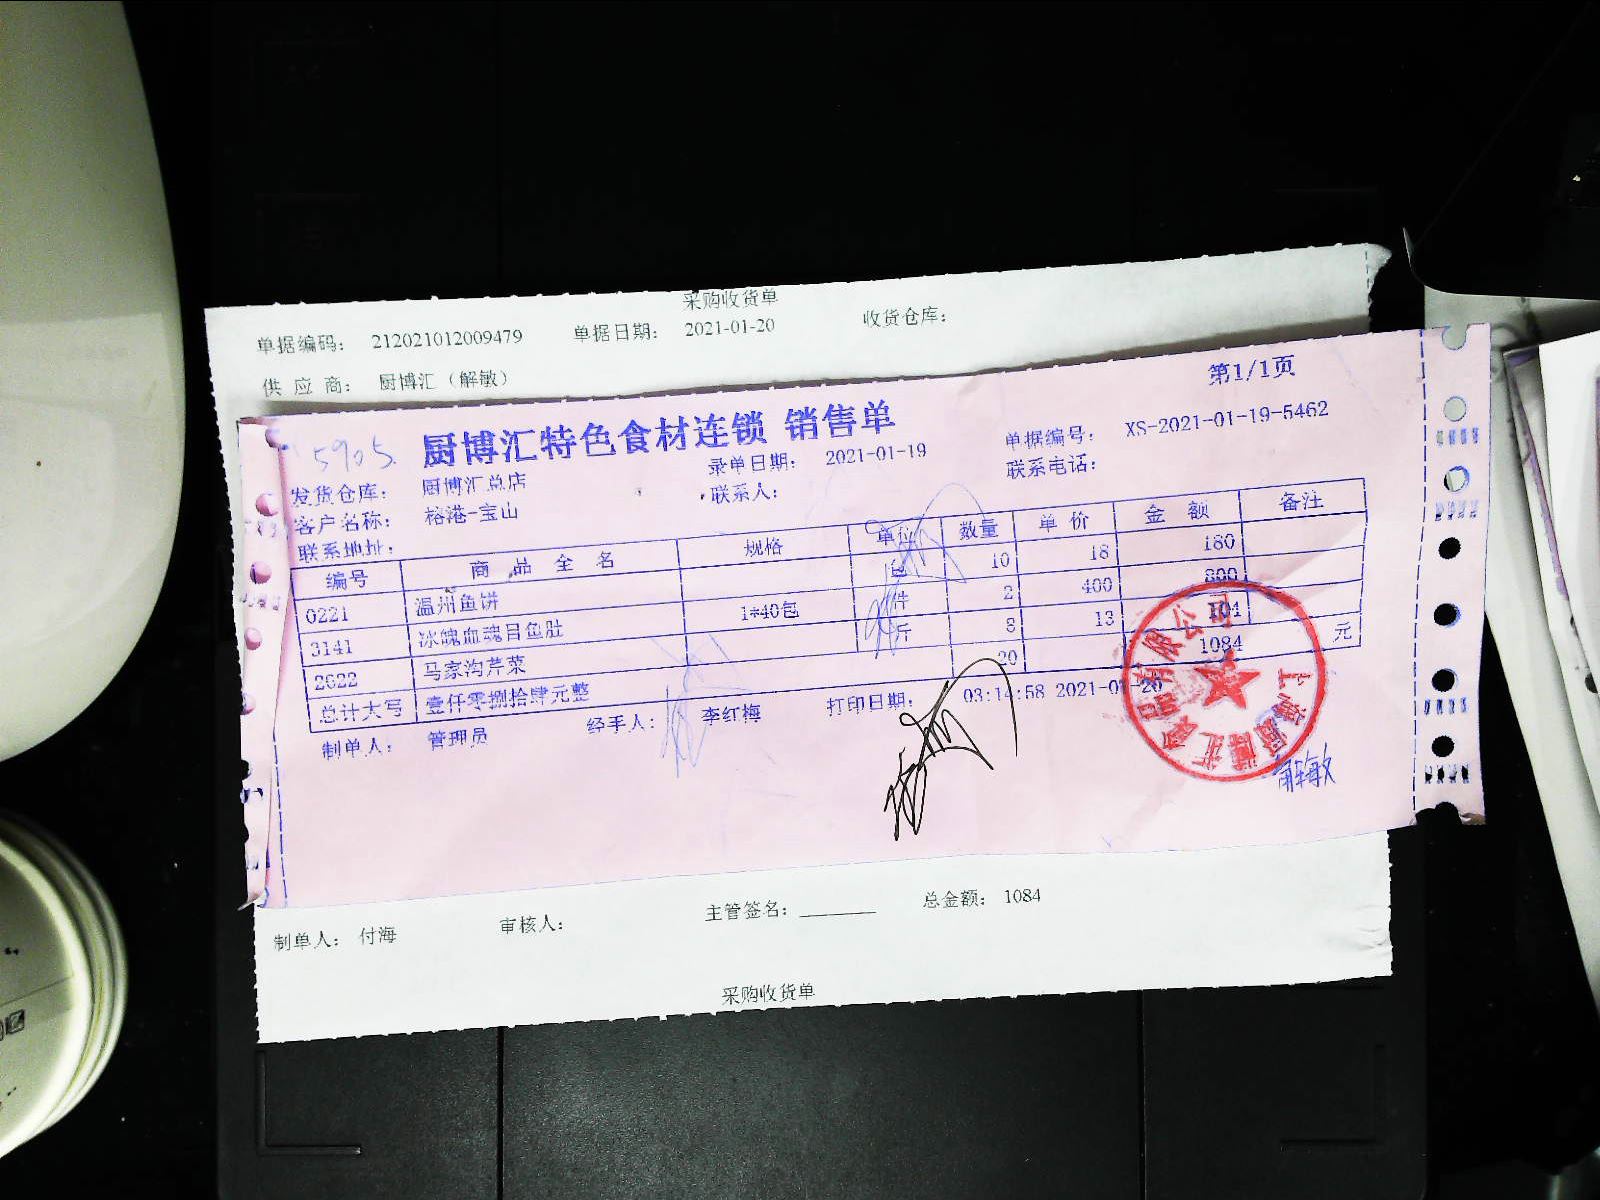 采购收货单
单据编码： 212021012009479 单据日期： 2021-01-20 收货仓库：
供 应 商： 厨博汇（解敏）
第1/1页
5905.
厨博汇特色食材连锁 销售单
录单日期： 2021-01-19 单据编号： XS-2021-01-19-5462
发货仓库： 厨博汇总店 联系人： 联系电话：
客户名称： 榕港-宝山
联系地址：
编号 商 品 全 名 规格 单位 数量 单 价 金 额 备注
0221 温州鱼饼 包 10 18 180
3141 冰魄血魂目鱼肚 1*40包 件 2 400 800
2622 马家沟芹菜 斤 8 13 104
总计大写 壹仟零捌拾肆元整 20 1084 元
制单人： 管理员 经手人： 李红梅 打印日期： 03:14:58 2021-01-20
解敏
制单人： 付海 审核人： 主管签名：________ 总金额： 1084
采购收货单